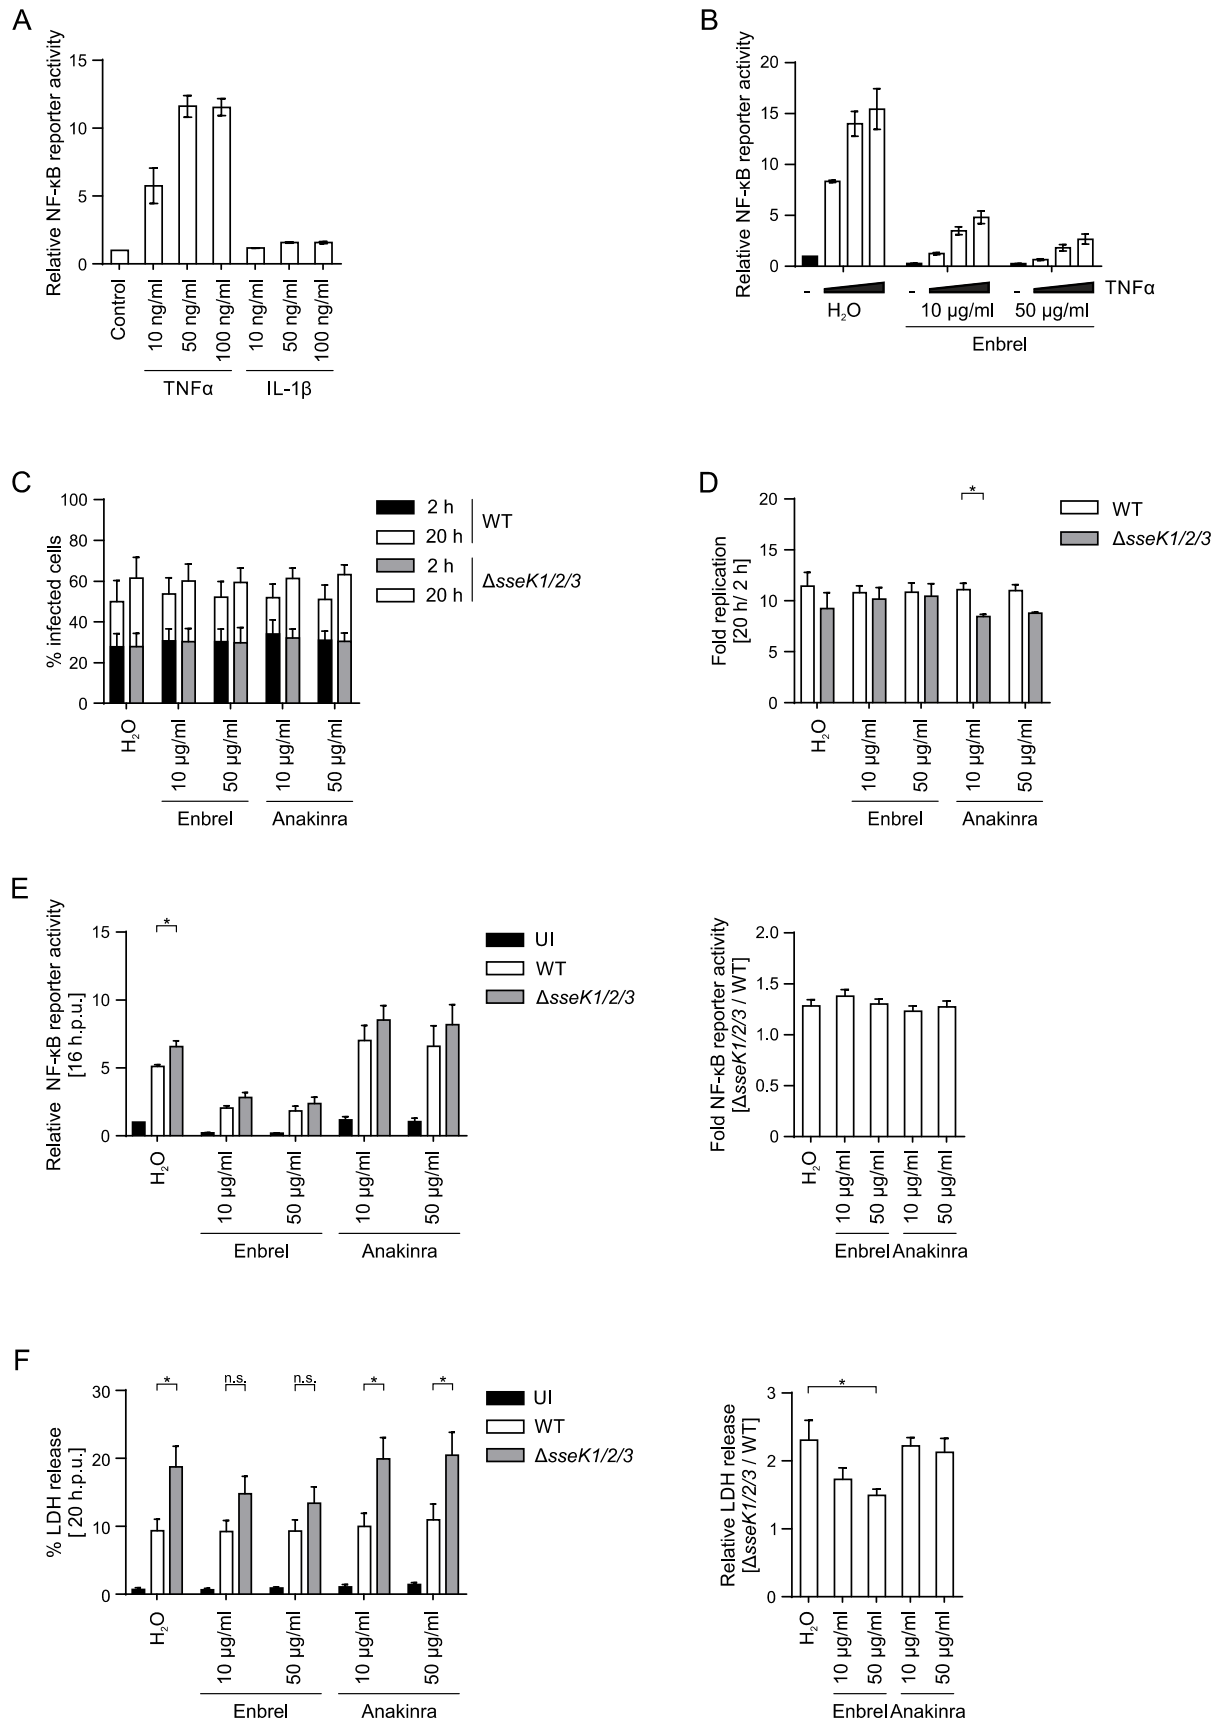 A
Relative NF-κB reporter activity
15
10
5
0
Control
10 ng/ml
50 ng/ml
100 ng/ml
10 ng/ml
50 ng/ml
100 ng/ml
TNFα
IL-1β
B
Relative NF-κB reporter activity
20
15
10
5
0
- - - TNFα
H₂O
10 µg/ml
50 µg/ml
Enbrel
C
% infected cells
100
80
60
40
20
0
H₂O
10 µg/ml
50 µg/ml
10 µg/ml
50 µg/ml
Enbrel
Anakinra
2 h
20 h
WT
2 h
20 h
ΔsseK1/2/3
D
Fold replication
[20 h/ 2 h]
20
15
10
5
0
*
H₂O
10 µg/ml
50 µg/ml
10 µg/ml
50 µg/ml
Enbrel
Anakinra
WT
ΔsseK1/2/3
E
Relative NF-κB reporter activity
[16 h.p.u.]
15
10
5
0
*
H₂O
10 µg/ml
50 µg/ml
10 µg/ml
50 µg/ml
Enbrel
Anakinra
UI
WT
ΔsseK1/2/3
Fold NF-κB reporter activity
[ΔsseK1/2/3 / WT]
2.0
1.5
1.0
0.5
0
H₂O
10 µg/ml
50 µg/ml
10 µg/ml
50 µg/ml
Enbrel
Anakinra
F
% LDH release
[ 20 h.p.u.]
30
20
10
0
* n.s. n.s. * *
H₂O
10 µg/ml
50 µg/ml
10 µg/ml
50 µg/ml
Enbrel
Anakinra
UI
WT
ΔsseK1/2/3
Relative LDH release
[ΔsseK1/2/3 / WT]
3
2
1
0
*
H₂O
10 µg/ml
50 µg/ml
10 µg/ml
50 µg/ml
Enbrel
Anakinra